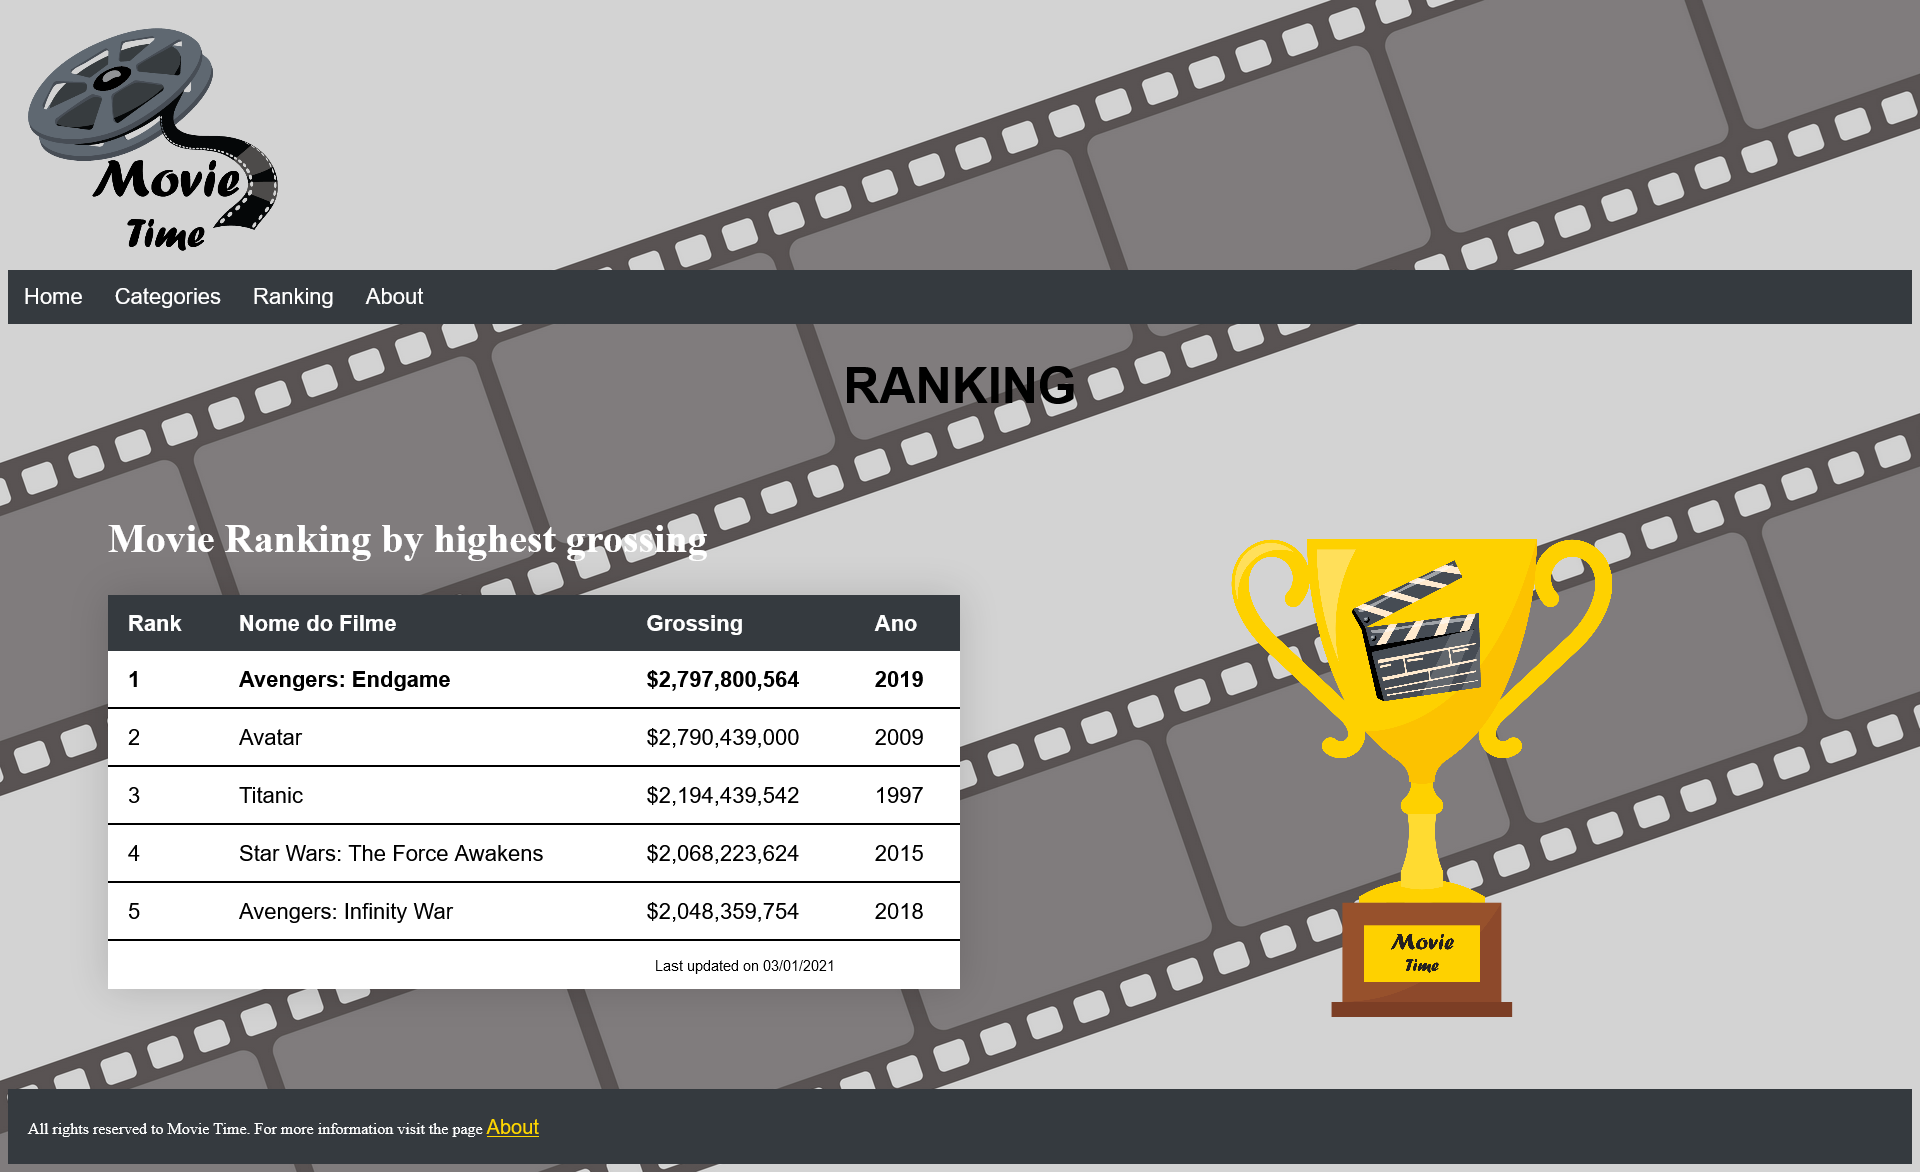 Movie
Time
Home Categories Ranking About
RANKING
Movie Ranking by highest grossing
Rank Nome do Filme Grossing Ano
1 Avengers: Endgame $2,797,800,564 2019
2 Avatar $2,790,439,000 2009
3 Titanic $2,194,439,542 1997
4 Star Wars: The Force Awakens $2,068,223,624 2015
5 Avengers: Infinity War $2,048,359,754 2018
Last updated on 03/01/2021
Movie
Time
All rights reserved to Movie Time. For more information visit the page About